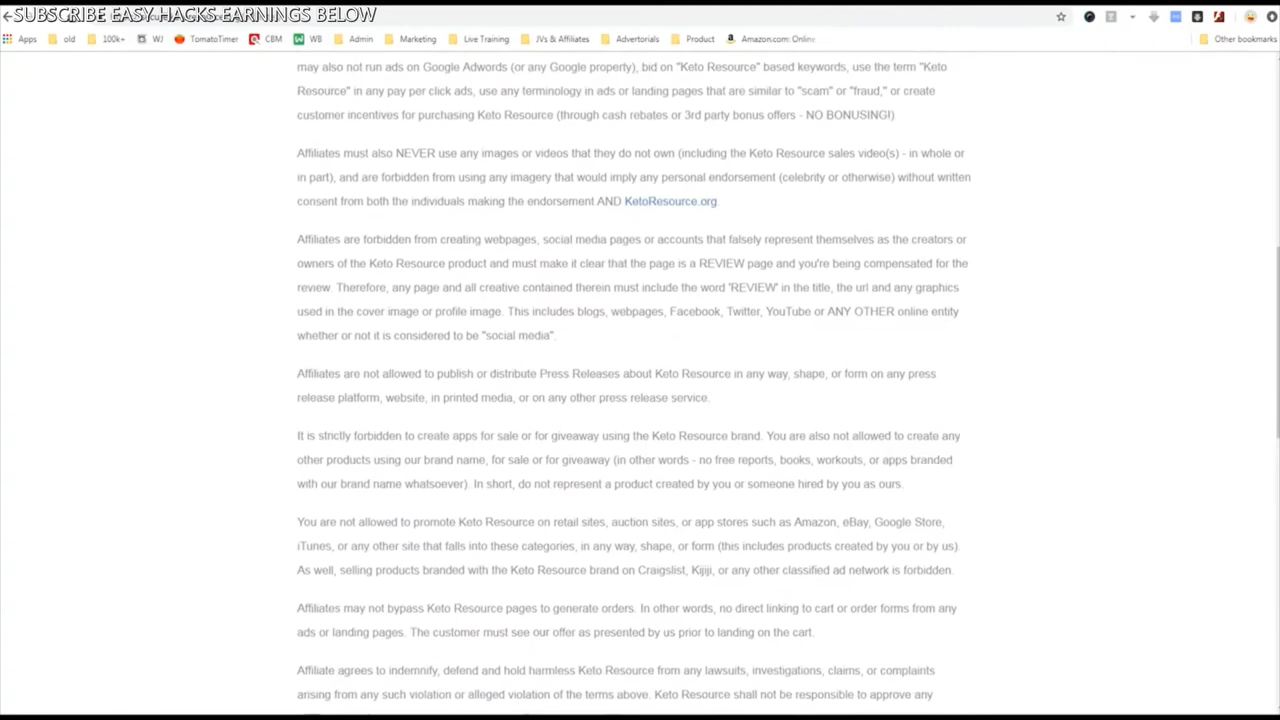 SUBSCRIBE EASY HACKS EARNINGS BELOW
Apps old 100k+ WJ TomatoTimer CBM WB Admin Marketing Live Training JVs & Affiliates Advertorials Product Amazon.com: Online Other bookmarks
may also not run ads on Google Adwords (or any Google property), bid on "Keto Resource" based keywords, use the term "Keto
Resource" in any pay per click ads, use any terminology in ads or landing pages that are similar to "scam" or "fraud," or create
customer incentives for purchasing Keto Resource (through cash rebates or 3rd party bonus offers - NO BONUSING!)
Affiliates must also NEVER use any images or videos that they do not own (including the Keto Resource sales video(s) - in whole or
in part), and are forbidden from using any imagery that would imply any personal endorsement (celebrity or otherwise) without written
consent from both the individuals making the endorsement AND KetoResource.org.
Affiliates are forbidden from creating webpages, social media pages or accounts that falsely represent themselves as the creators or
owners of the Keto Resource product and must make it clear that the page is a REVIEW page and you're being compensated for the
review. Therefore, any page and all creative contained therein must include the word 'REVIEW' in the title, the url and any graphics
used in the cover image or profile image. This includes blogs, webpages, Facebook, Twitter, YouTube or ANY OTHER online entity
whether or not it is considered to be "social media".
Affiliates are not allowed to publish or distribute Press Releases about Keto Resource in any way, shape, or form on any press
release platform, website, in printed media, or on any other press release service.
It is strictly forbidden to create apps for sale or for giveaway using the Keto Resource brand. You are also not allowed to create any
other products using our brand name, for sale or for giveaway (in other words - no free reports, books, workouts, or apps branded
with our brand name whatsoever). In short, do not represent a product created by you or someone hired by you as ours.
You are not allowed to promote Keto Resource on retail sites, auction sites, or app stores such as Amazon, eBay, Google Store,
iTunes, or any other site that falls into these categories, in any way, shape, or form (this includes products created by you or by us)
As well, selling products branded with the Keto Resource brand on Craigslist, Kijiji, or any other classified ad network is forbidden.
Affiliates may not bypass Keto Resource pages to generate orders. In other words, no direct linking to cart or order forms from any
ads or landing pages. The customer must see our offer as presented by us prior to landing on the cart.
Affiliate agrees to indemnify, defend and hold harmless Keto Resource from any lawsuits, investigations, claims, or complaints
arising from any such violation or alleged violation of the terms above. Keto Resource shall not be responsible to approve any